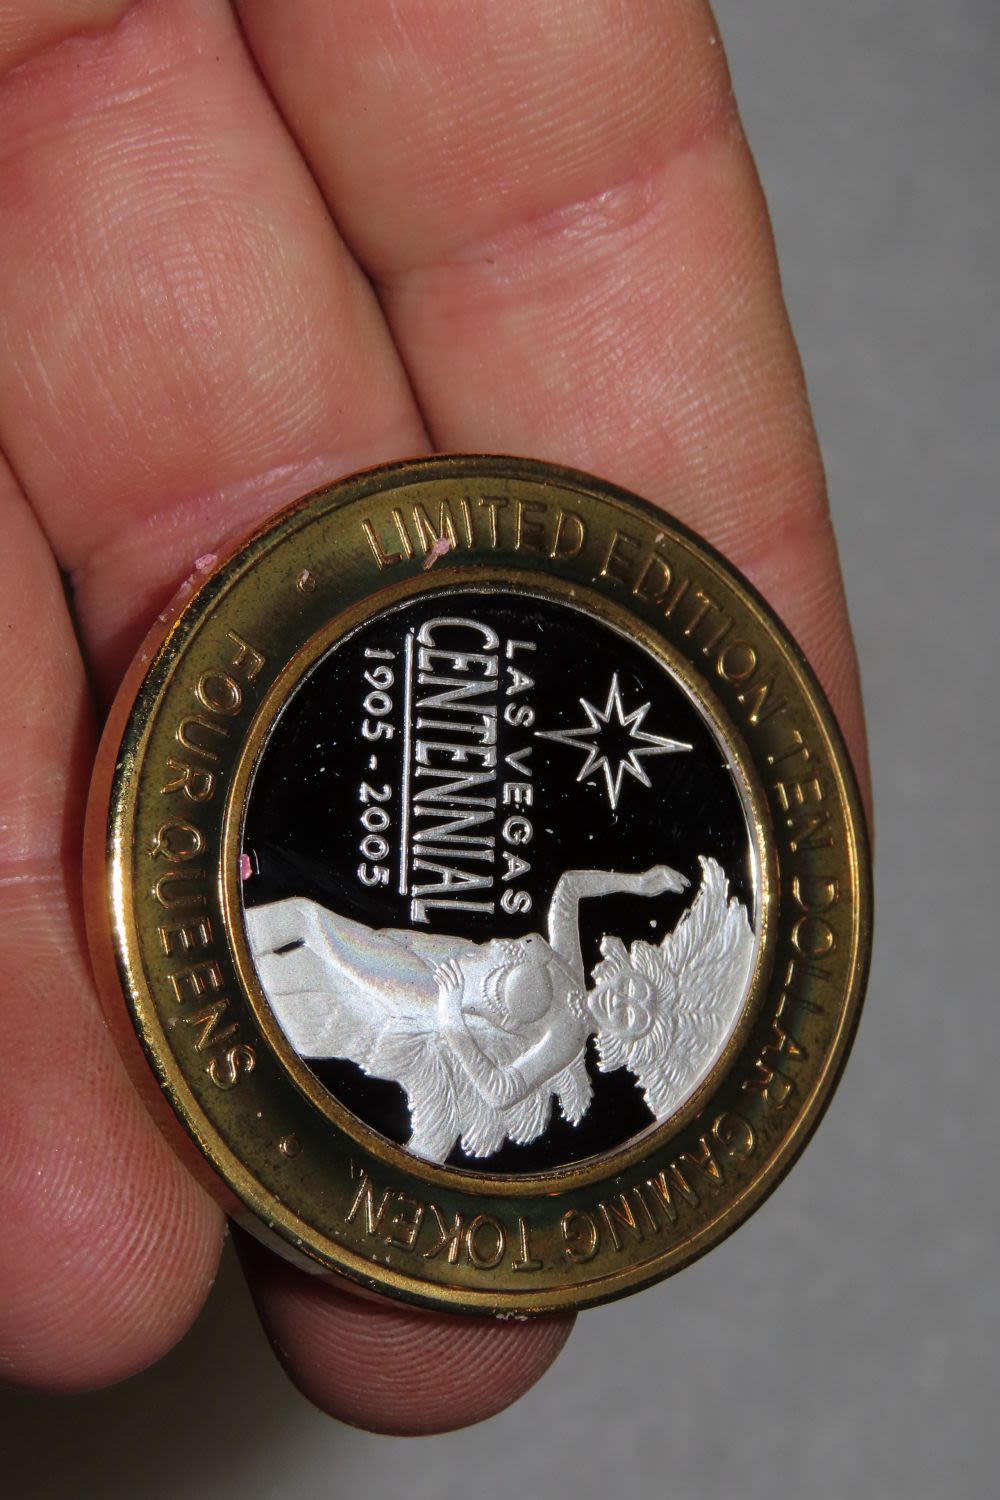 LIMITED EDITION TEN DOLLAR GAMING TOKEN
LAS VEGAS
CENTENNIAL
1905 - 2005
• FOUR QUEENS •